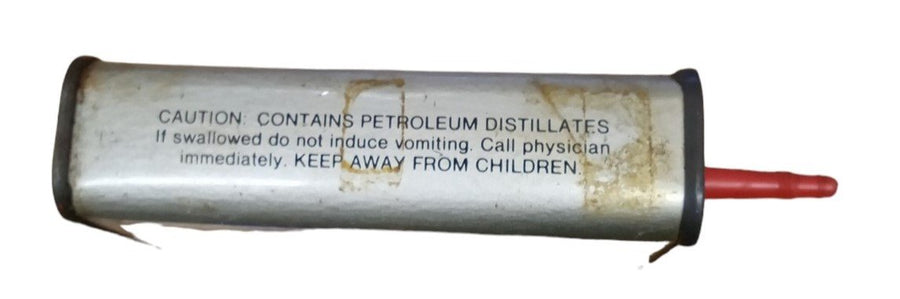 CAUTION: CONTAINS PETROLEUM DISTILLATES
If swallowed do not induce vomiting. Call physician
immediately. KEEP AWAY FROM CHILDREN.